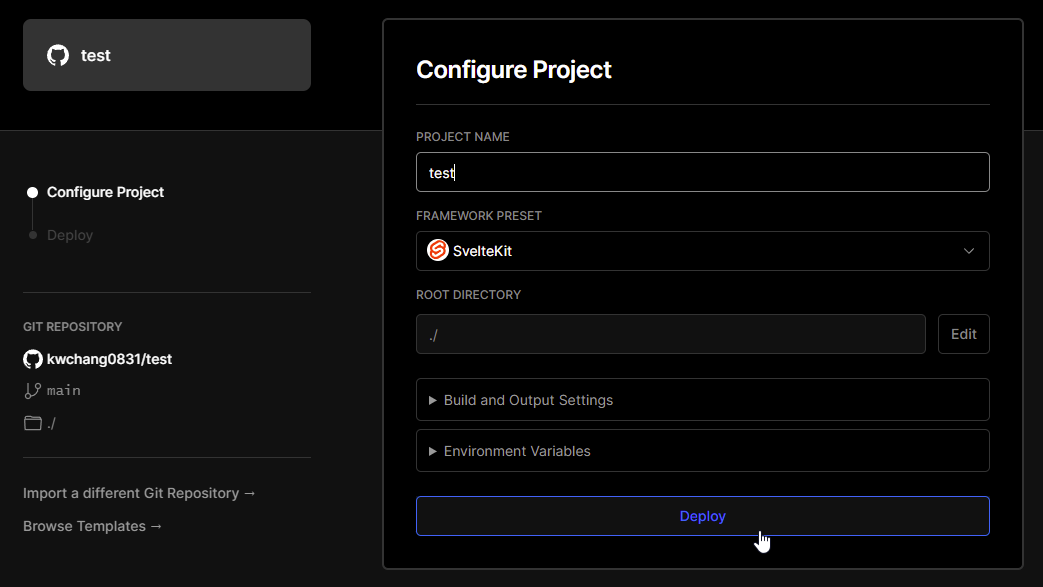 test
Configure Project
Deploy
GIT REPOSITORY
kwchang0831/test
main
./
Import a different Git Repository →
Browse Templates →
Configure Project
PROJECT NAME
test
FRAMEWORK PRESET
SvelteKit
ROOT DIRECTORY
./
Edit
Build and Output Settings
Environment Variables
Deploy